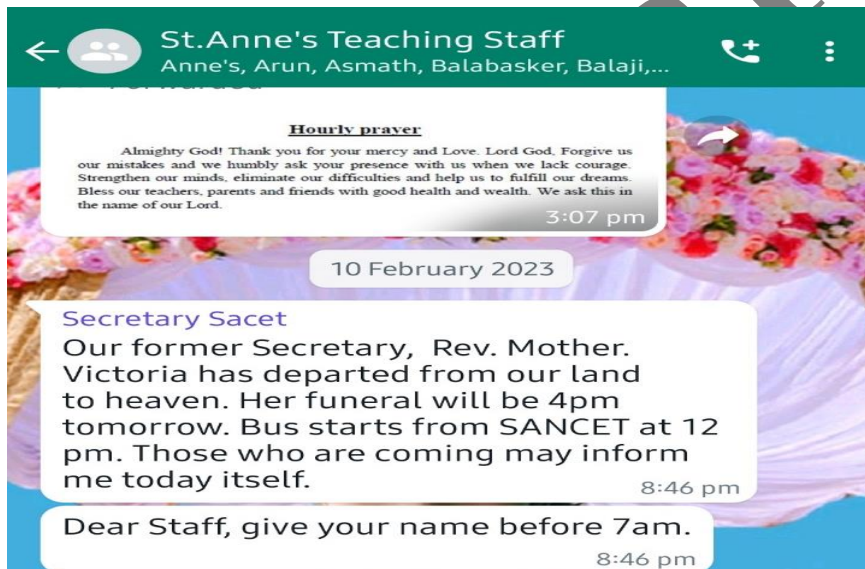 St.Anne's Teaching Staff
Anne's, Arun, Asmath, Balabasker, Balaji,...
Forwarded
Hourly prayer
Almighty God! Thank you for your mercy and Love. Lord God, Forgive us
our mistakes and we humbly ask your presence with us when we lack courage.
Strengthen our minds, eliminate our difficulties and help us to fulfill our dreams.
Bless our teachers, parents and friends with good health and wealth. We ask this in
the name of our Lord.
3:07 pm
10 February 2023
Secretary Sacet
Our former Secretary, Rev. Mother.
Victoria has departed from our land
to heaven. Her funeral will be 4pm
tomorrow. Bus starts from SANCET at 12
pm. Those who are coming may inform
me today itself.
8:46 pm
Dear Staff, give your name before 7am.
8:46 pm